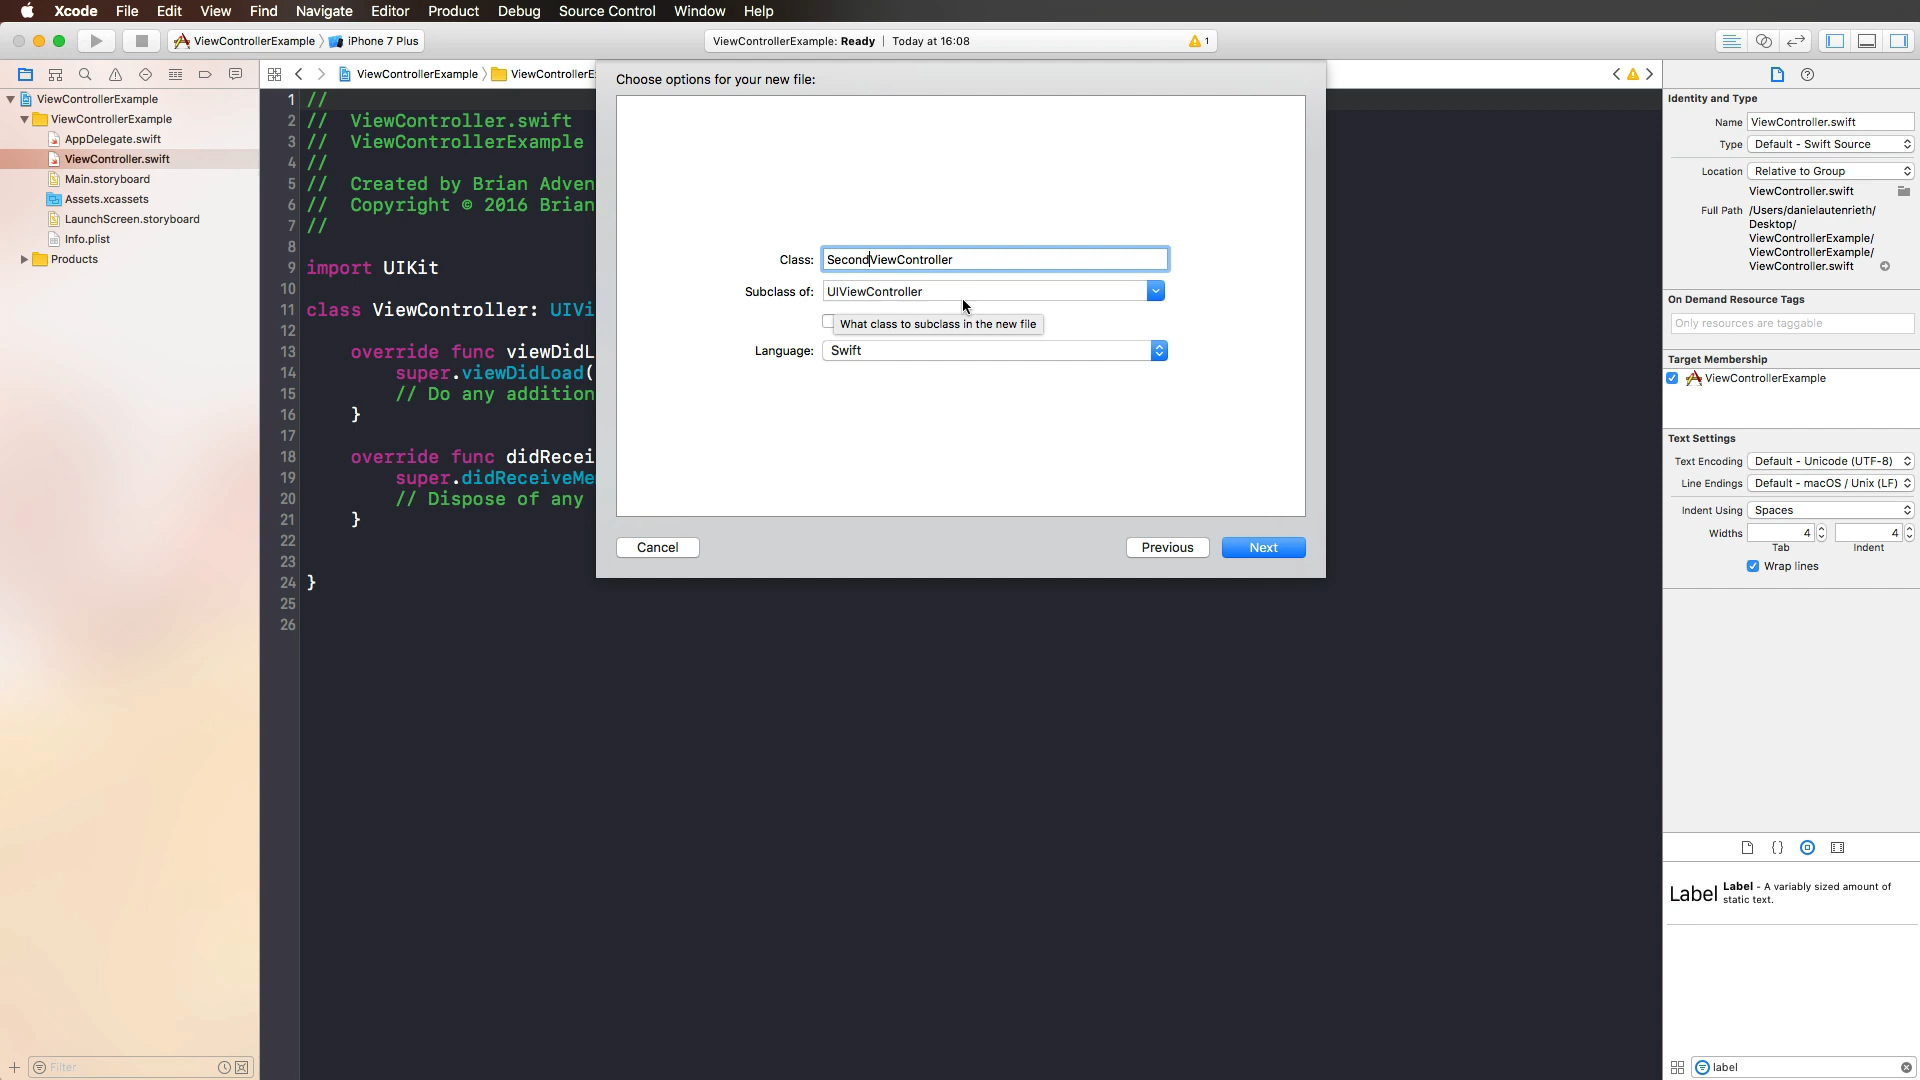 Xcode File Edit View Find Navigate Editor Product Debug Source Control Window Help
ViewControllerExample iPhone 7 Plus
ViewControllerExample: Ready | Today at 16:08
1
ViewControllerExample
ViewControllerExample
AppDelegate.swift
ViewController.swift
Main.storyboard
Assets.xcassets
LaunchScreen.storyboard
Info.plist
Products
Filter
ViewControllerExample ViewControllerE
1 //
2 // ViewController.swift
3 // ViewControllerExample
4 //
5 // Created by Brian Adven
6 // Copyright © 2016 Brian
7 //
8
9 import UIKit
10
11 class ViewController: UIVi
12
13 override func viewDidL
14 super.viewDidLoad(
15 // Do any addition
16 }
17
18 override func didRecei
19 super.didReceiveMe
20 // Dispose of any
21 }
22
23
24 }
25
26
Choose options for your new file:
Class: SecondViewController
Subclass of: UIViewController
What class to subclass in the new file
Language: Swift
Cancel Previous Next
Identity and Type
Name ViewController.swift
Type Default - Swift Source
Location Relative to Group
ViewController.swift
Full Path /Users/danielautenrieth/
Desktop/
ViewControllerExample/
ViewControllerExample/
ViewController.swift
On Demand Resource Tags
Only resources are taggable
Target Membership
ViewControllerExample
Text Settings
Text Encoding Default - Unicode (UTF-8)
Line Endings Default - macOS / Unix (LF)
Indent Using Spaces
Widths 4 4
Tab Indent
Wrap lines
{}
Label Label - A variably sized amount of
static text.
label